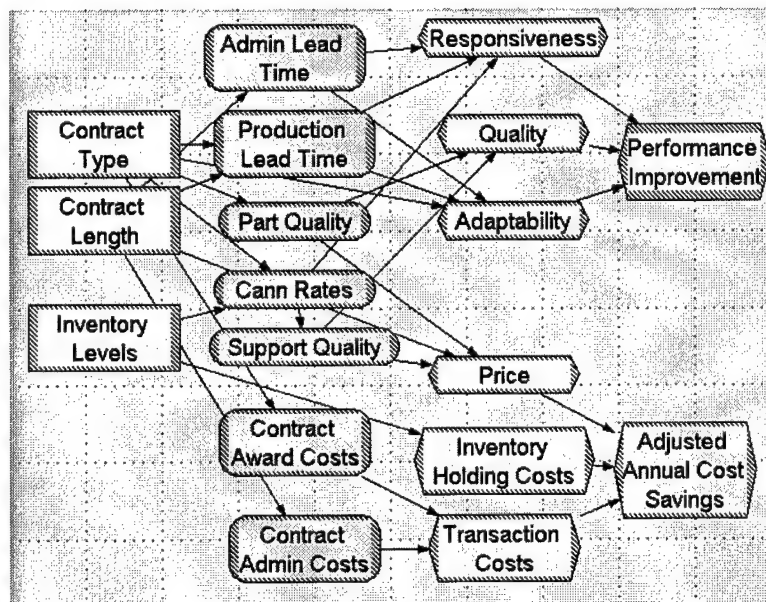 Admin Lead
Time
Responsiveness
Contract
Type
Production
Lead Time
Quality
Performance
Improvement
Contract
Length
Part Quality
Adaptability
Cann Rates
Inventory
Levels
Support Quality
Price
Contract
Award Costs
Inventory
Holding Costs
Adjusted
Annual Cost
Savings
Contract
Admin Costs
Transaction
Costs